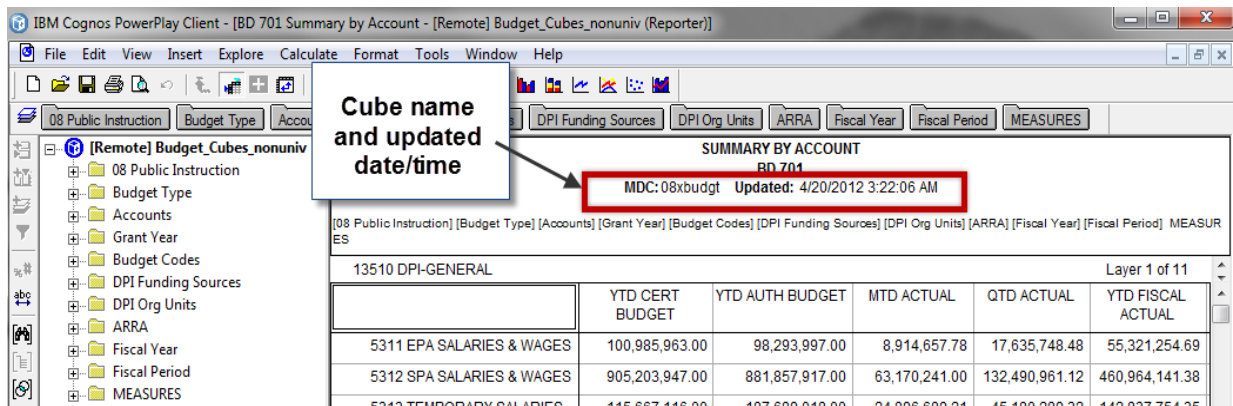 IBM Cognos PowerPlay Client - [BD 701 Summary by Account - [Remote] Budget_Cubes_nonuniv (Reporter)]
File Edit View Insert Explore Calculate Format Tools Window Help
Cube name
and updated
date/time
08 Public Instruction Budget Type DPI Funding Sources DPI Org Units ARRA Fiscal Year Fiscal Period MEASURES
[Remote] Budget_Cubes_nonuniv
08 Public Instruction
Budget Type
Accounts
Grant Year
Budget Codes
DPI Funding Sources
DPI Org Units
ARRA
Fiscal Year
Fiscal Period
MEASURES
SUMMARY BY ACCOUNT
BD 701
MDC: 08xbudgt Updated: 4/20/2012 3:22:06 AM
[08 Public Instruction] [Budget Type] [Accounts] [Grant Year] [Budget Codes] [DPI Funding Sources] [DPI Org Units] [ARRA] [Fiscal Year] [Fiscal Period] MEASUR
ES
13510 DPI-GENERAL Layer 1 of 11
YTD CERT BUDGET YTD AUTH BUDGET MTD ACTUAL QTD ACTUAL YTD FISCAL ACTUAL
5311 EPA SALARIES & WAGES 100,985,963.00 98,293,997.00 8,914,657.78 17,635,748.48 55,321,254.69
5312 SPA SALARIES & WAGES 905,203,947.00 881,857,917.00 63,170,241.00 132,490,961.12 460,964,141.38